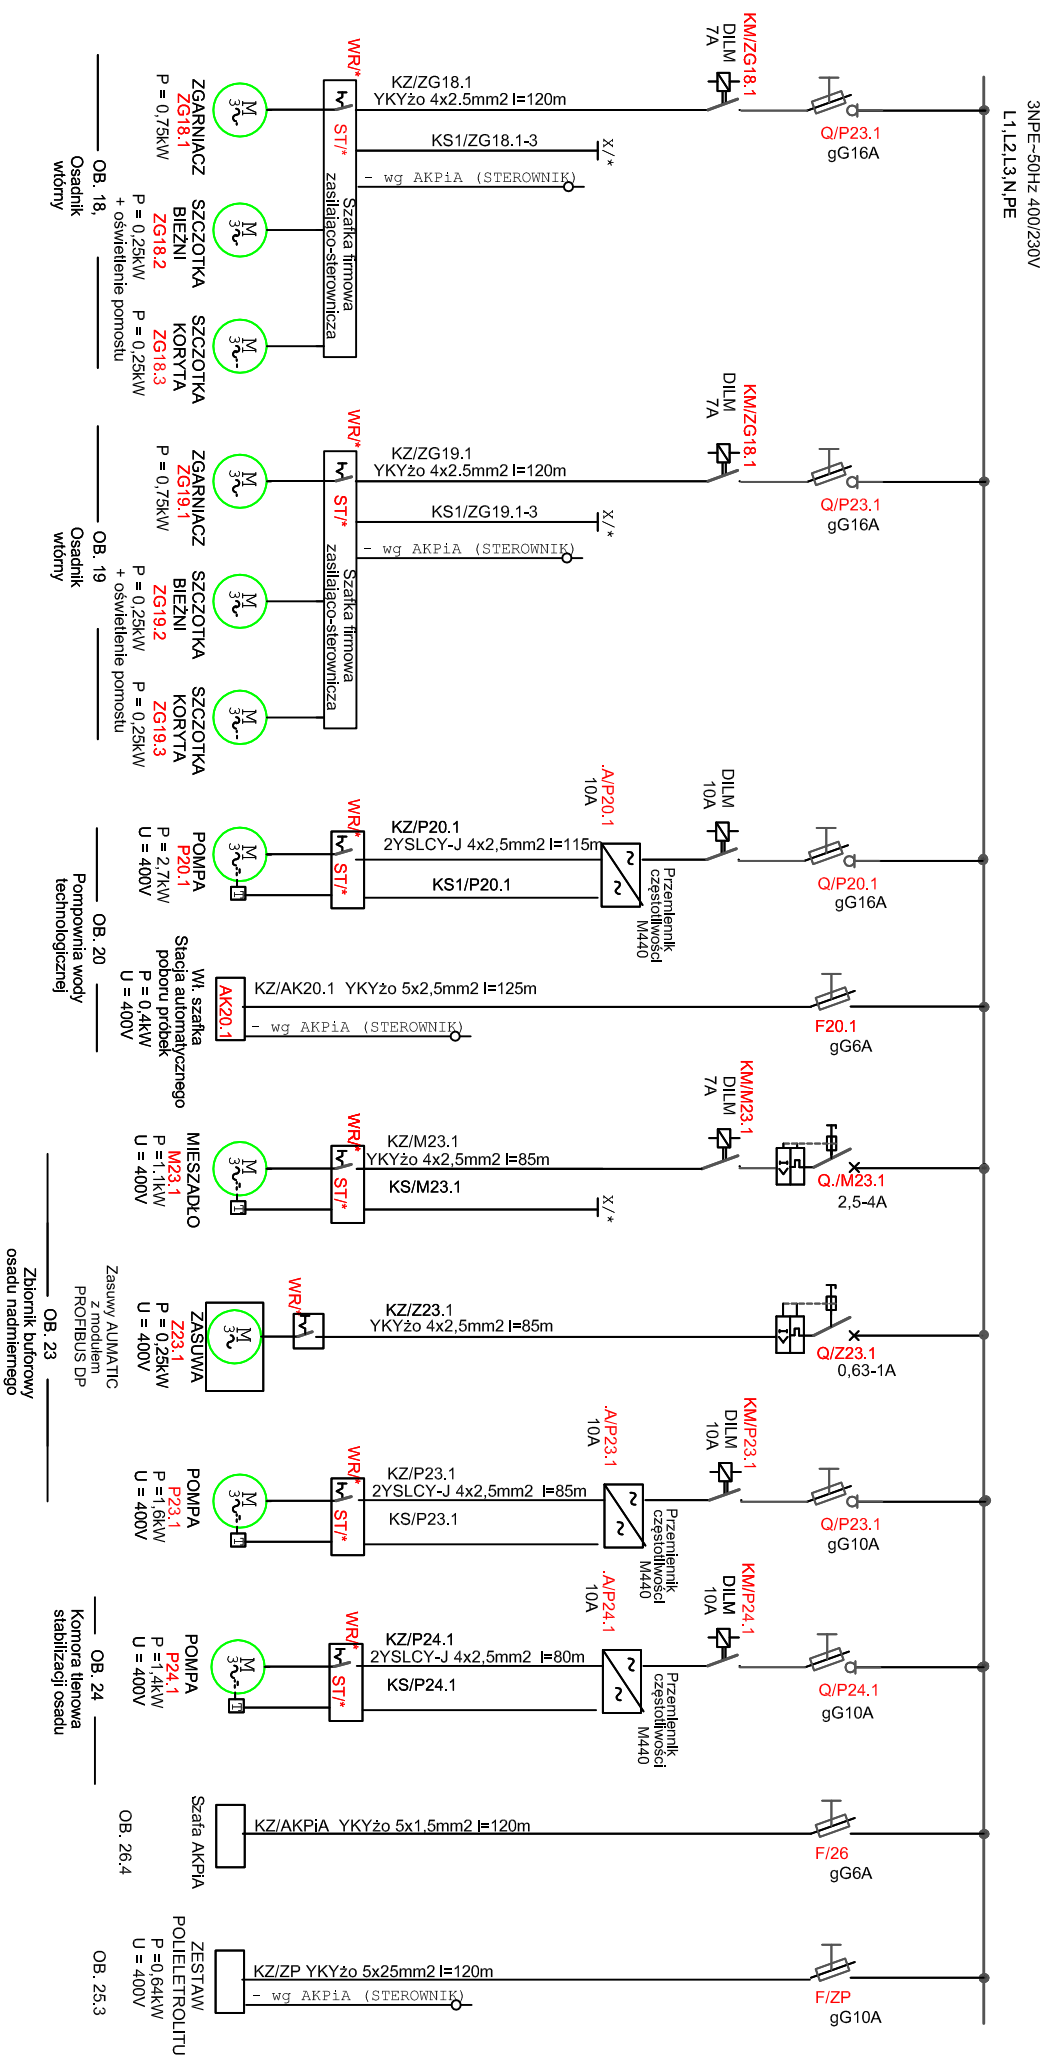 3NPE~50Hz 400/230V
L1,L2,L3,N,PE
KM/ZG18.1
DILM
7A
Q/P23.1
gG16A
WR/*
KZ/ZG18.1
YKYżo 4x2.5mm2 l=120m
ST/*
KS1/ZG18.1-3
X/*
- wg AKPiA (STEROWNIK)
Szafka firmowa
zasilająco-sterownicza
M
3~
ZGARNIACZ
ZG18.1
P = 0,75kW
M
3~
SZCZOTKA
BIEŻNI
ZG18.2
P = 0,25kW
M
3~
SZCZOTKA
KORYTA
ZG18.3
P = 0,25kW
+ oświetlenie pomostu
OB. 18,
Osadnik
wtórny
KM/ZG18.1
DILM
7A
Q/P23.1
gG16A
WR/*
KZ/ZG19.1
YKYżo 4x2.5mm2 l=120m
ST/*
KS1/ZG19.1-3
X/*
- wg AKPiA (STEROWNIK)
Szafka firmowa
zasilająco-sterownicza
M
3~
ZGARNIACZ
ZG19.1
P = 0,75kW
M
3~
SZCZOTKA
BIEŻNI
ZG19.2
P = 0,25kW
M
3~
SZCZOTKA
KORYTA
ZG19.3
P = 0,25kW
+ oświetlenie pomostu
OB. 19
Osadnik
wtórny
DILM
10A
Q/P20.1
gG16A
.A/P20.1
10A
Przemiennik
częstotliwości
M440
WR/*
KZ/P20.1
2YSLCY-J 4x2,5mm2 l=115m
ST/*
KS1/P20.1
M
3~
T
POMPA
P20.1
P = 2,7kW
U = 400V
F20.1
gG6A
KZ/AK20.1 YKYżo 5x2,5mm2 l=125m
AK20.1
- wg AKPiA (STEROWNIK)
Wł. szafka
Stacja automatycznego
poboru próbek
P = 0,4kW
U = 400V
OB. 20
Pompownia wody
technologicznej
KM/M23.1
DILM
7A
Q./M23.1
2,5-4A
WR/*
KZ/M23.1
YKYżo 4x2,5mm2 l=85m
ST/*
KS/M23.1
X/*
M
3~
T
MIESZADŁO
M23.1
P =1.1kW
U = 400V
Q/Z23.1
0,63-1A
WR/*
KZ/Z23.1
YKYżo 4x2,5mm2 l=85m
M
3~
ZASUWA
Z23.1
P = 0,25kW
U = 400V
Zasuwy AUMATIC
z modułem
PROFIBUS DP
KM/P23.1
DILM
10A
Q/P23.1
gG10A
.A/P23.1
10A
Przemiennik
częstotliwości
M440
WR/*
KZ/P23.1
2YSLCY-J 4x2,5mm2 l=85m
ST/*
KS/P23.1
M
3~
T
POMPA
P23.1
P =1,6kW
U = 400V
OB. 23
Zbiornik buforowy
osadu nadmiernego
KM/P24.1
DILM
10A
Q/P24.1
gG10A
.A/P24.1
10A
Przemiennik
częstotliwości
M440
WR/*
KZ/P24.1
2YSLCY-J 4x2,5mm2 l=80m
ST/*
KS/P24.1
M
3~
T
POMPA
P24.1
P =1,4kW
U = 400V
OB. 24
Komora tlenowa
stabilizacji osadu
F/26
gG6A
KZ/AKPiA YKYżo 5x1,5mm2 l=120m
Szafa AKPiA
OB. 26.4
F/ZP
gG10A
KZ/ZP YKYżo 5x25mm2 l=120m
- wg AKPiA (STEROWNIK)
ZESTAW
POLIELETROLITU
P =0,64kW
U = 400V
OB. 25.3